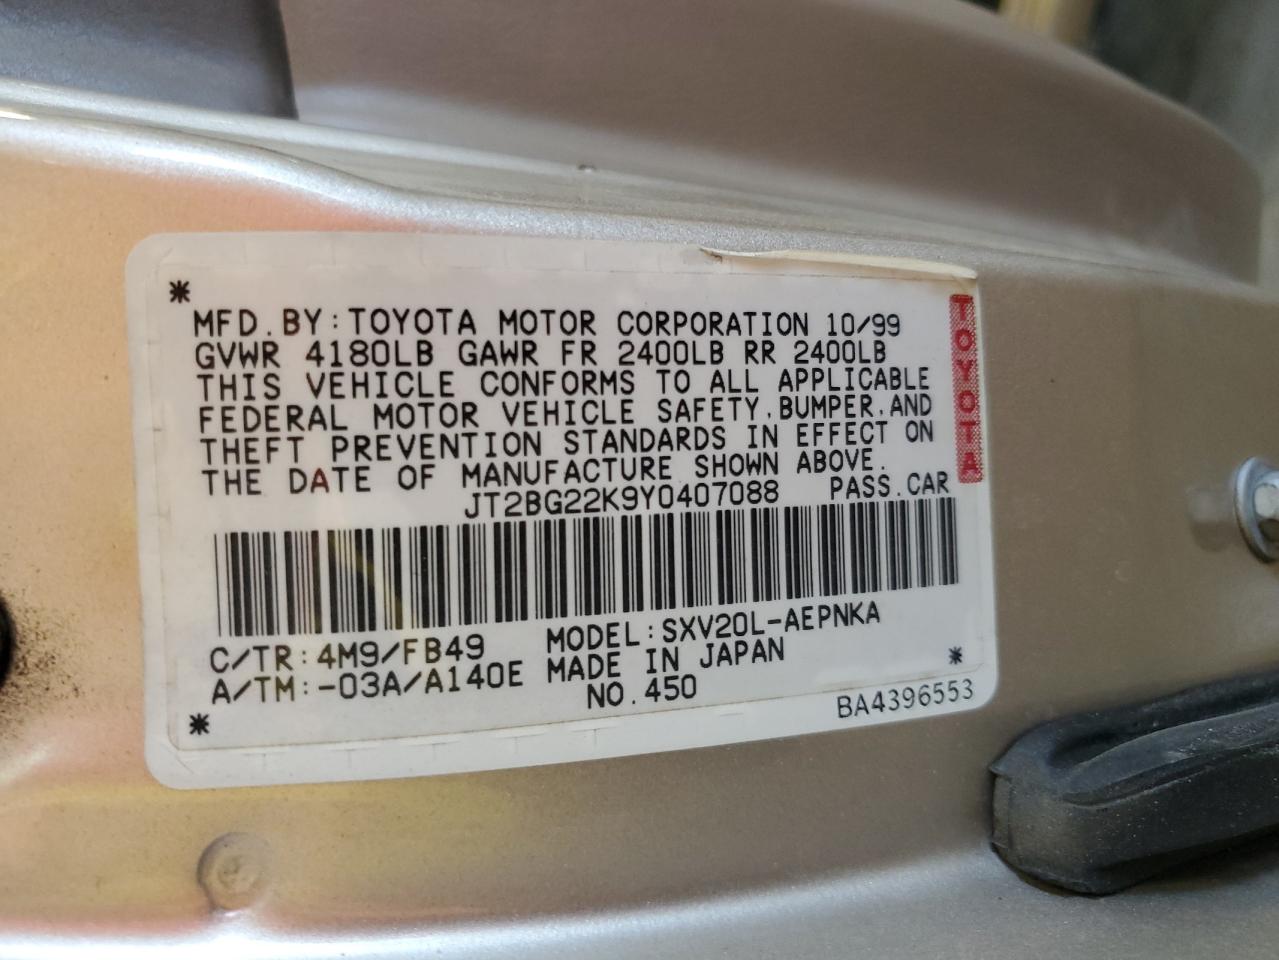 MFD.BY:TOYOTA MOTOR CORPORATION 10/99
GVWR 4180LB GAWR FR 2400LB RR 2400LB
THIS VEHICLE CONFORMS TO ALL APPLICABLE
FEDERAL MOTOR VEHICLE SAFETY,BUMPER,AND
THEFT PREVENTION STANDARDS IN EFFECT ON
THE DATE OF MANUFACTURE SHOWN ABOVE.
JT2BG22K9Y0407088 PASS.CAR
C/TR:4M9/FB49 MODEL:SXV20L-AEPNKA
A/TM:-03A/A140E MADE IN JAPAN
NO.450
BA4396553
TOYOTA